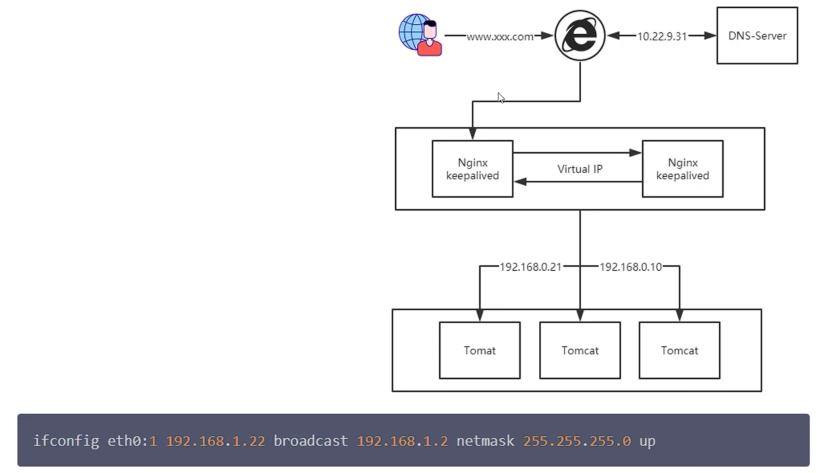 www.xxx.com
10.22.9.31
DNS-Server
Nginx
keepalived
Virtual IP
Nginx
keepalived
192.168.0.21
192.168.0.10
Tomat
Tomcat
Tomcat
ifconfig eth0:1 192.168.1.22 broadcast 192.168.1.2 netmask 255.255.255.0 up